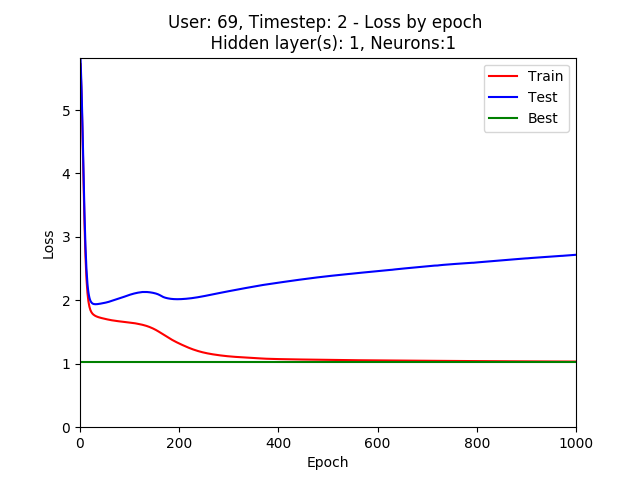 User: 69, Timestep: 2 - Loss by epoch
Hidden layer(s): 1, Neurons:1
Train
Test
Best
5
4
3
2
1
0
Loss
0
200
400
600
800
1000
Epoch